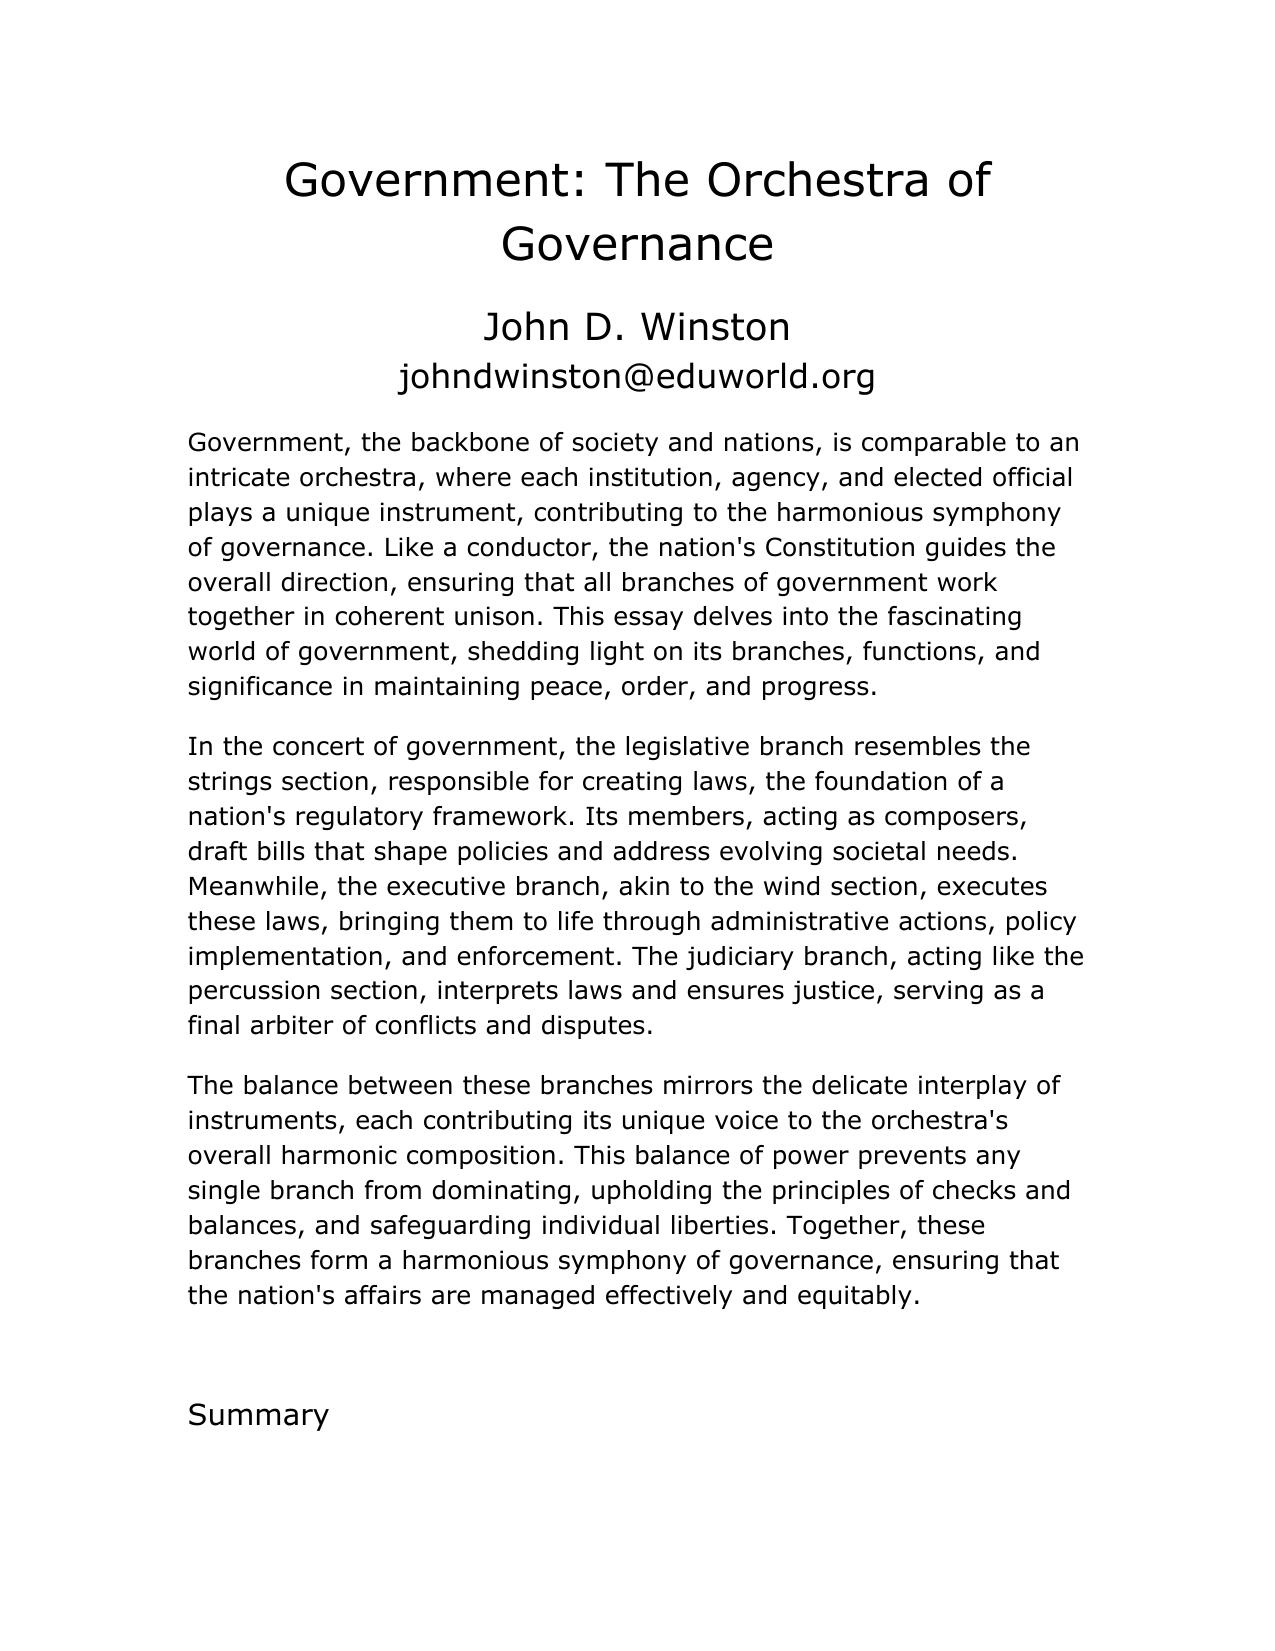 Government: The Orchestra of
Governance
John D. Winston
johndwinston@eduworld.org
Government, the backbone of society and nations, is comparable to an
intricate orchestra, where each institution, agency, and elected official
plays a unique instrument, contributing to the harmonious symphony
of governance. Like a conductor, the nation's Constitution guides the
overall direction, ensuring that all branches of government work
together in coherent unison. This essay delves into the fascinating
world of government, shedding light on its branches, functions, and
significance in maintaining peace, order, and progress.
In the concert of government, the legislative branch resembles the
strings section, responsible for creating laws, the foundation of a
nation's regulatory framework. Its members, acting as composers,
draft bills that shape policies and address evolving societal needs.
Meanwhile, the executive branch, akin to the wind section, executes
these laws, bringing them to life through administrative actions, policy
implementation, and enforcement. The judiciary branch, acting like the
percussion section, interprets laws and ensures justice, serving as a
final arbiter of conflicts and disputes.
The balance between these branches mirrors the delicate interplay of
instruments, each contributing its unique voice to the orchestra's
overall harmonic composition. This balance of power prevents any
single branch from dominating, upholding the principles of checks and
balances, and safeguarding individual liberties. Together, these
branches form a harmonious symphony of governance, ensuring that
the nation's affairs are managed effectively and equitably.
Summary